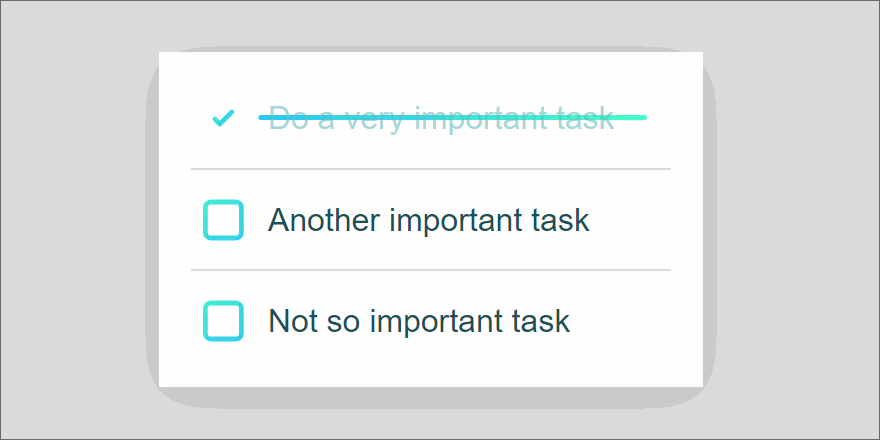 Do a very important task
Another important task
Not so important task